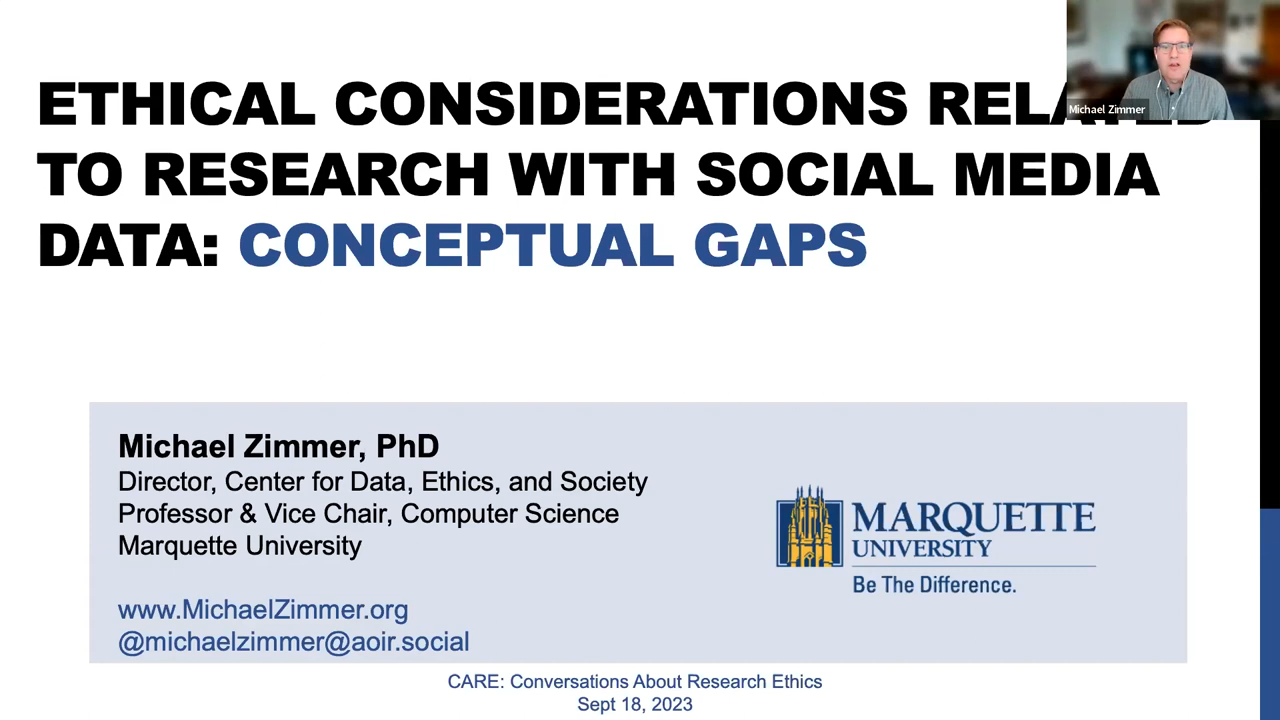 ETHICAL CONSIDERATIONS RELATED
TO RESEARCH WITH SOCIAL MEDIA
DATA: CONCEPTUAL GAPS
Michael Zimmer
Michael Zimmer, PhD
Director, Center for Data, Ethics, and Society
Professor & Vice Chair, Computer Science
Marquette University
www.MichaelZimmer.org
@michaelzimmer@aoir.social
MARQUETTE
UNIVERSITY
Be The Difference.
CARE: Conversations About Research Ethics
Sept 18, 2023